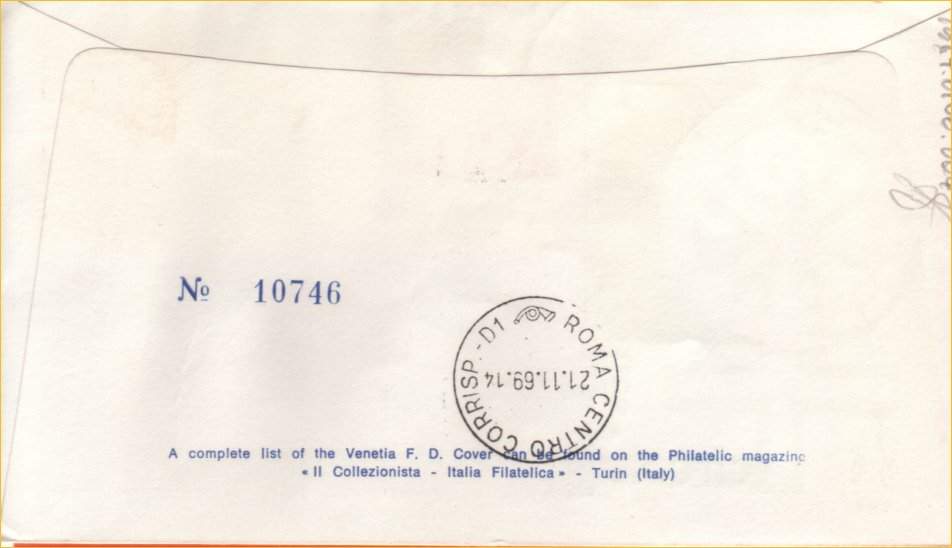 № 10746
ROMA CENTRO CORRISP. - D1
21.11.69.14
A complete list of the Venetia F. D. Cover can be found on the Philatelic magazine
« Il Collezionista - Italia Filatelica » - Turin (Italy)